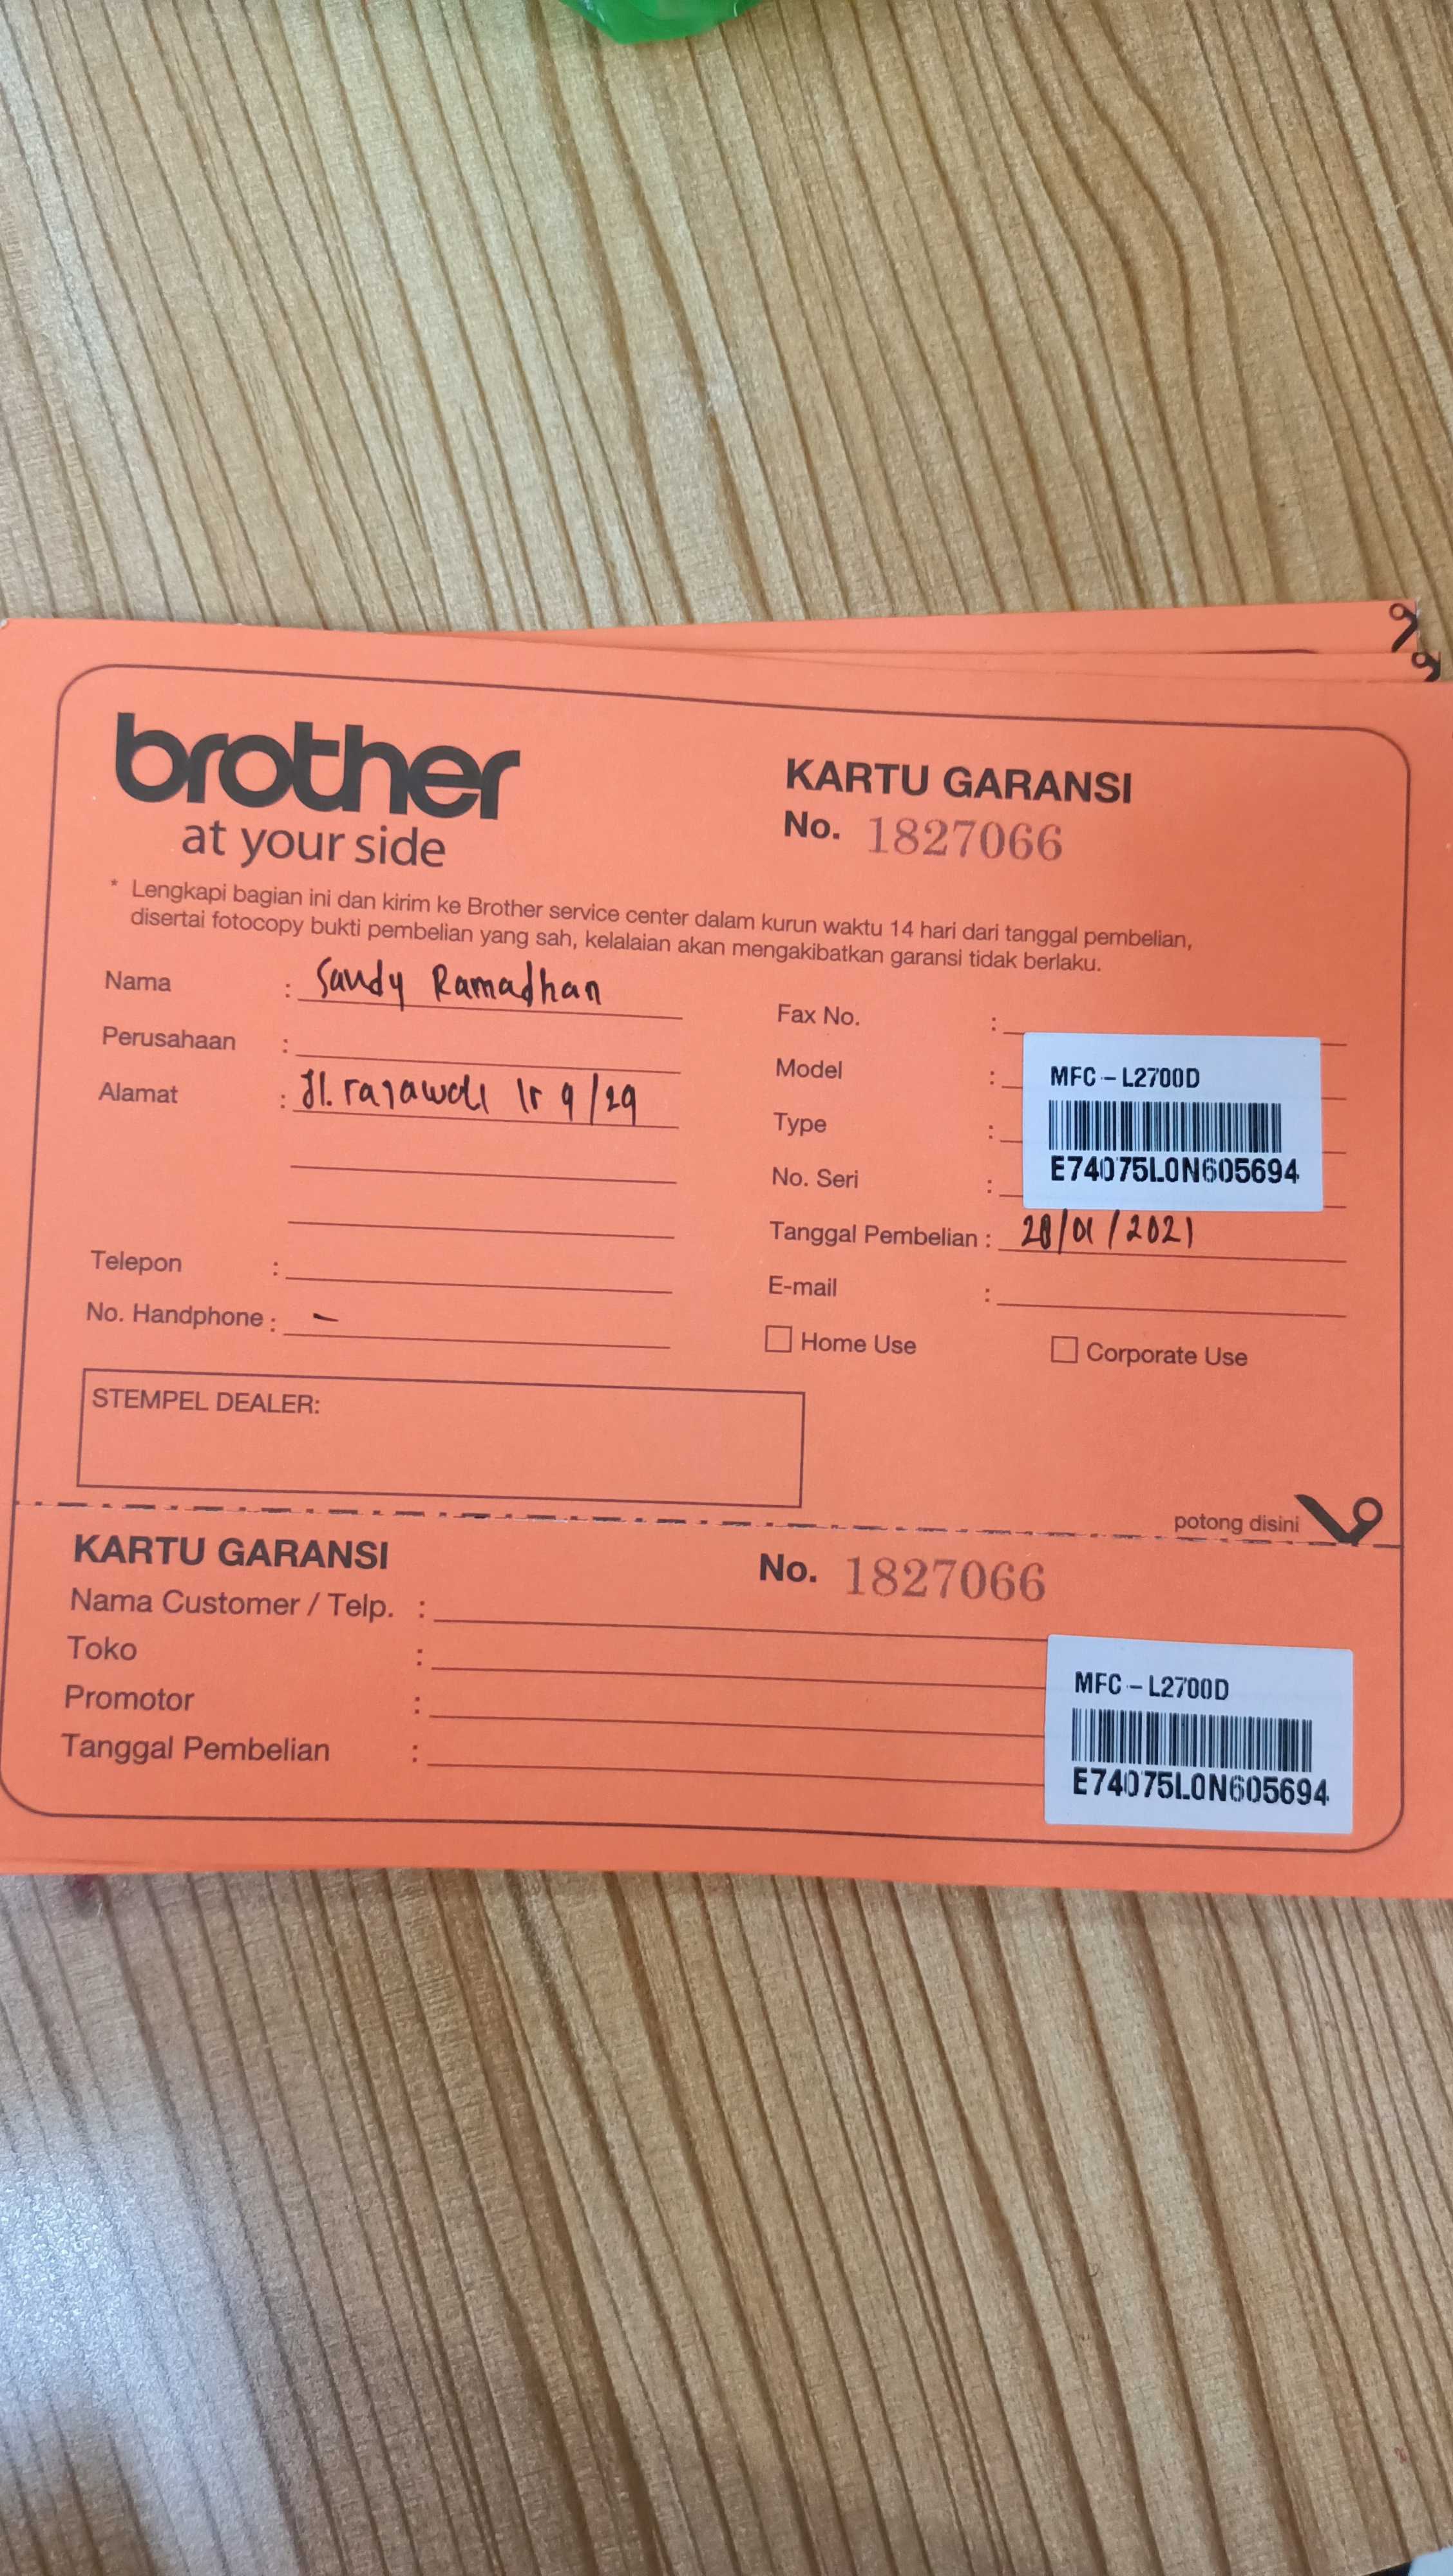 brother
at your side
KARTU GARANSI
No. 1827066
* Lengkapi bagian ini dan kirim ke Brother service center dalam kurun waktu 14 hari dari tanggal pembelian,
disertai fotocopy bukti pembelian yang sah, kelalaian akan mengakibatkan garansi tidak berlaku.
Nama : Sandy Ramadhan
Perusahaan :
Alamat : Jl. rajawali lr 9/29
Telepon :
No. Handphone : -
Fax No. :
Model :
Type :
No. Seri :
MFC-L2700D
E74075L0N605694
Tanggal Pembelian : 28/01/2021
E-mail :
Home Use
Corporate Use
STEMPEL DEALER:
potong disini
KARTU GARANSI
No. 1827066
Nama Customer / Telp. :
Toko :
Promotor :
Tanggal Pembelian :
MFC-L2700D
E74075L0N605694